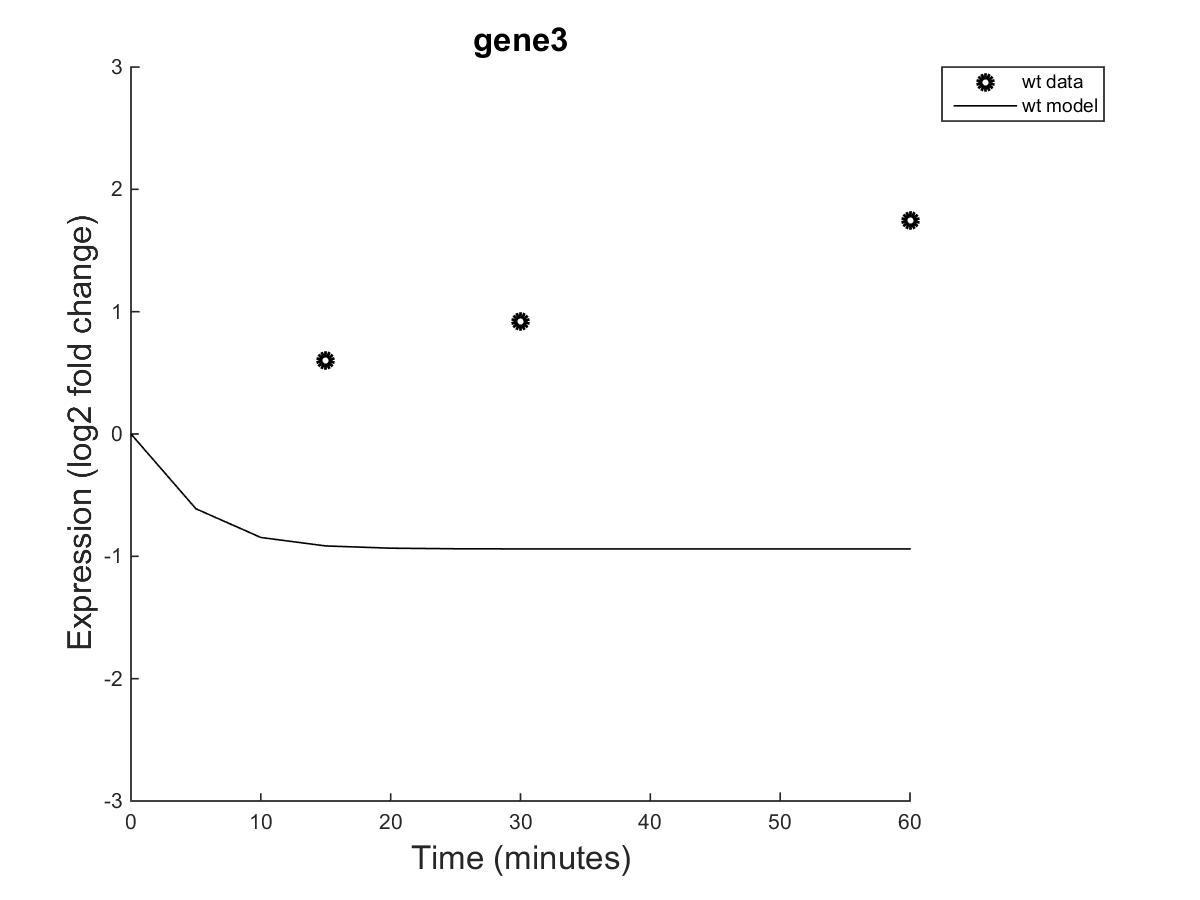 gene3
wt data
wt model
Expression (log2 fold change)
3
2
1
0
-1
-2
-3
0 10 20 30 40 50 60
Time (minutes)